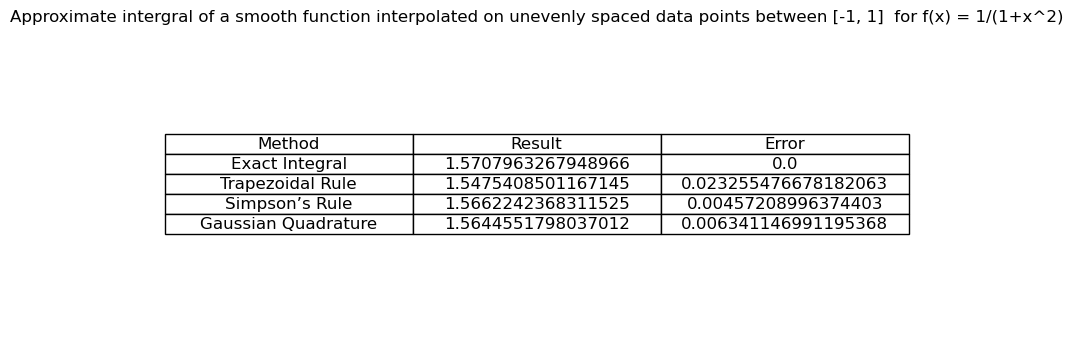 Approximate intergral of a smooth function interpolated on unevenly spaced data points between [-1, 1]  for f(x) = 1/(1+x^2)
Method Result Error
Exact Integral 1.5707963267948966 0.0
Trapezoidal Rule 1.5475408501167145 0.023255476678182063
Simpson’s Rule 1.5662242368311525 0.00457208996374403
Gaussian Quadrature 1.5644551798037012 0.006341146991195368